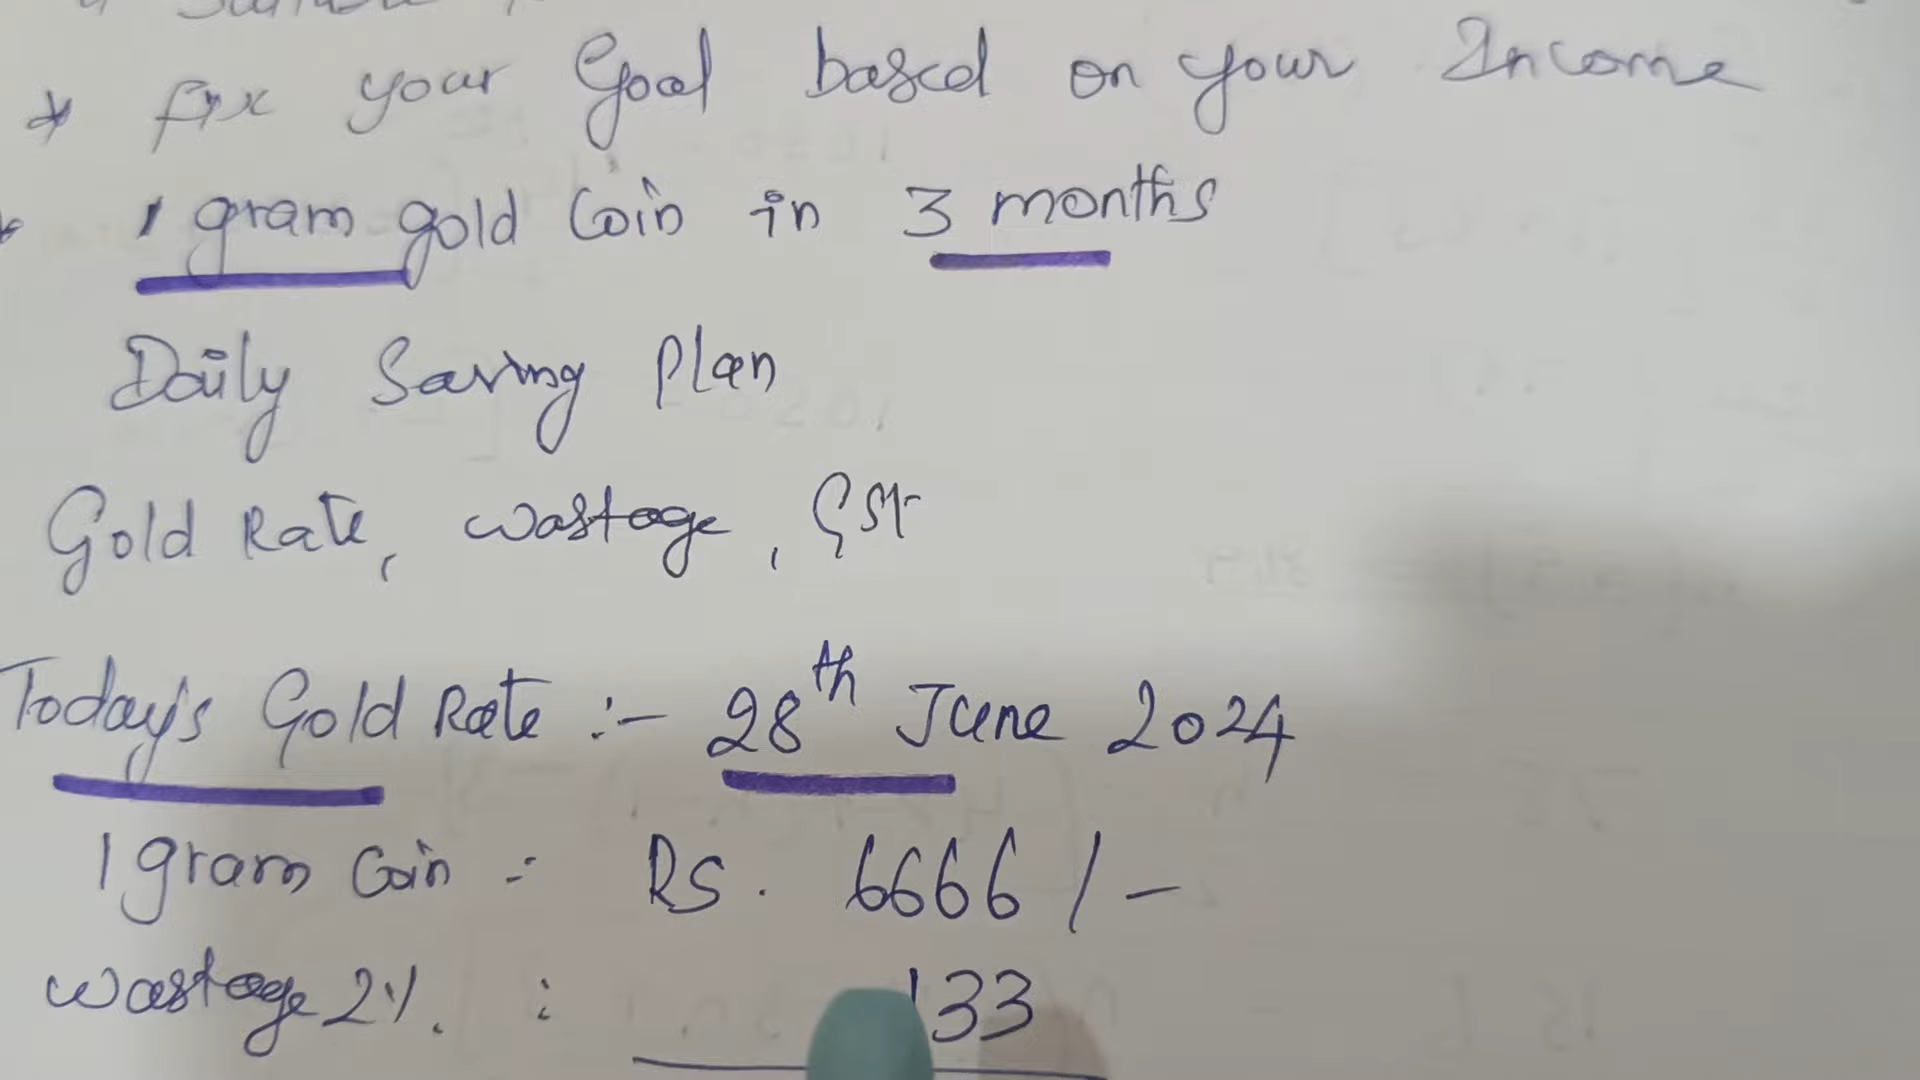 * fix your Goal based on your Income
* 1 gram gold Coin in 3 months
Daily Saving Plan
Gold Rate, wastage, GST
Today's Gold Rate :- 28th June 2024
1 gram Coin :- RS. 6666/-
wastage 2%. : 133